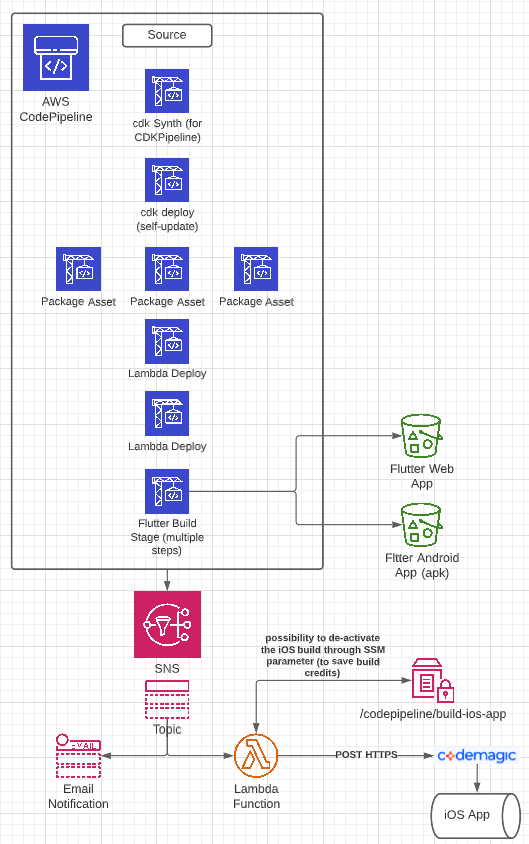 Source
AWS
CodePipeline
cdk Synth (for
CDKPipeline)
cdk deploy
(self-update)
Package Asset
Package Asset
Package Asset
Lambda Deploy
Lambda Deploy
Flutter Build
Stage (multiple
steps)
Flutter Web
App
Fltter Android
App (apk)
SNS
Topic
possibility to de-activate
the iOS build through SSM
parameter (to save build
credits)
/codepipeline/build-ios-app
EMAIL
Email
Notification
Lambda
Function
POST HTTPS
codemagic
iOS App